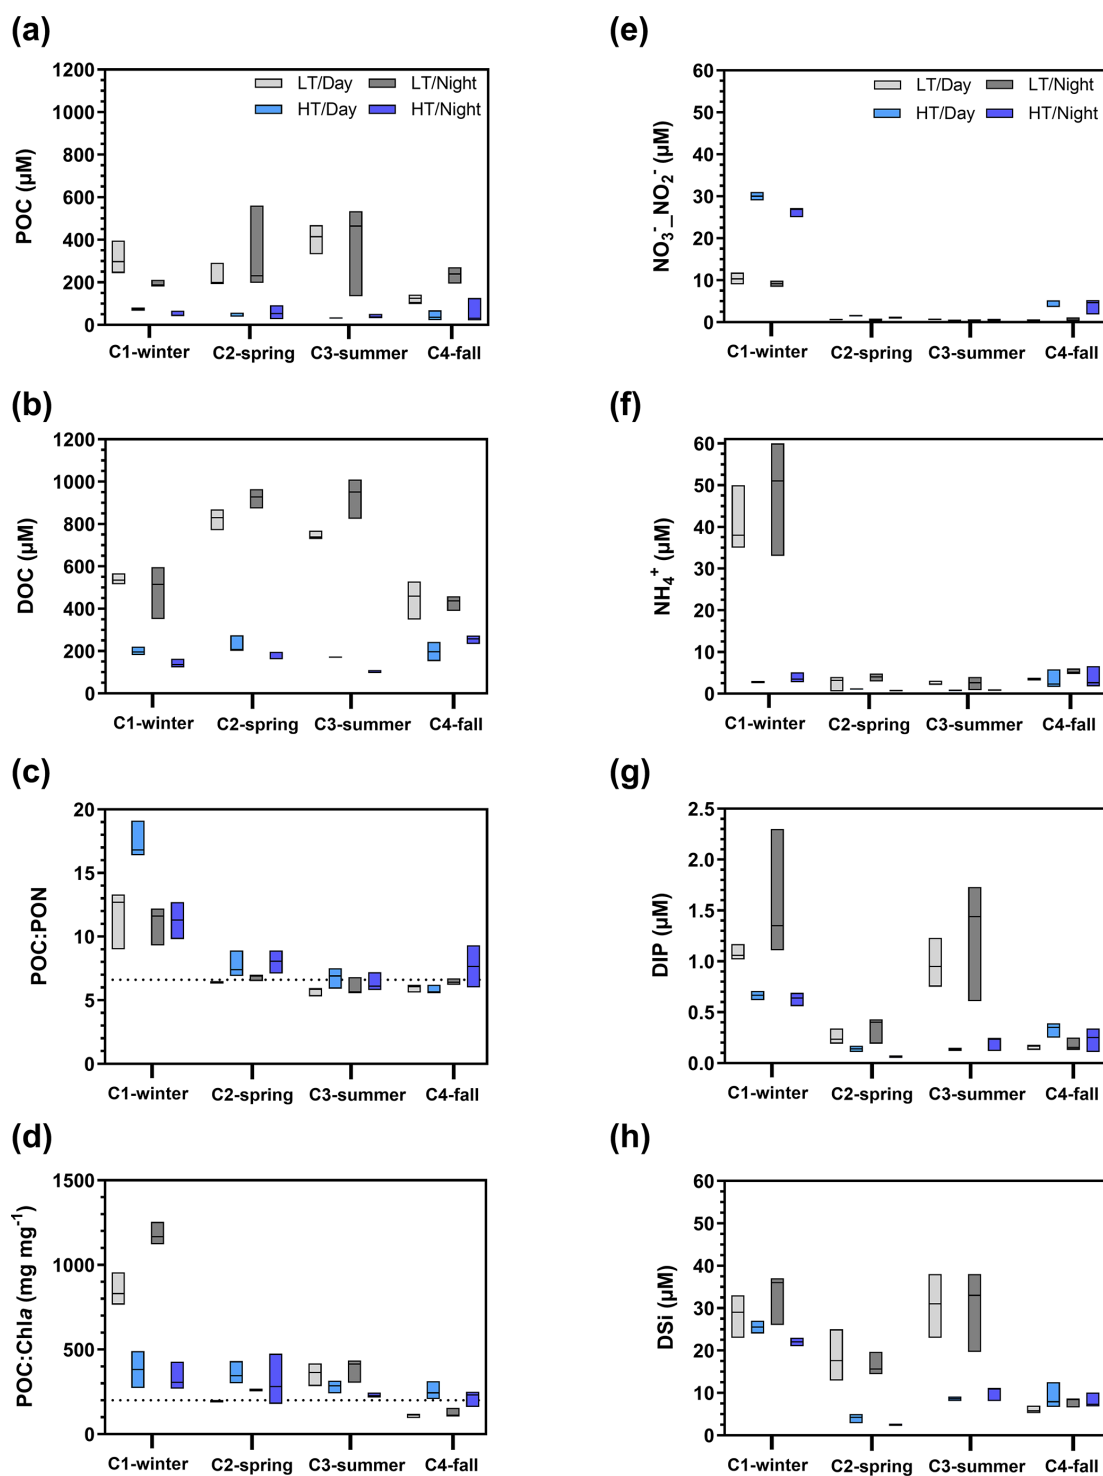 (a)
POC (µM)
1200
1000
800
600
400
200
0
LT/Day
LT/Night
HT/Day
HT/Night
C1-winter
C2-spring
C3-summer
C4-fall
(b)
DOC (µM)
1200
1000
800
600
400
200
0
C1-winter
C2-spring
C3-summer
C4-fall
(c)
POC:PON
20
15
10
5
0
C1-winter
C2-spring
C3-summer
C4-fall
(d)
POC:Chla (mg mg⁻¹)
1500
1000
500
0
C1-winter
C2-spring
C3-summer
C4-fall
(e)
NO₃⁻_NO₂⁻ (µM)
60
50
40
30
20
10
0
LT/Day
LT/Night
HT/Day
HT/Night
C1-winter
C2-spring
C3-summer
C4-fall
(f)
NH₄⁺ (µM)
60
50
40
30
20
10
0
C1-winter
C2-spring
C3-summer
C4-fall
(g)
DIP (µM)
2.5
2.0
1.5
1.0
0.5
0.0
C1-winter
C2-spring
C3-summer
C4-fall
(h)
DSi (µM)
60
50
40
30
20
10
0
C1-winter
C2-spring
C3-summer
C4-fall